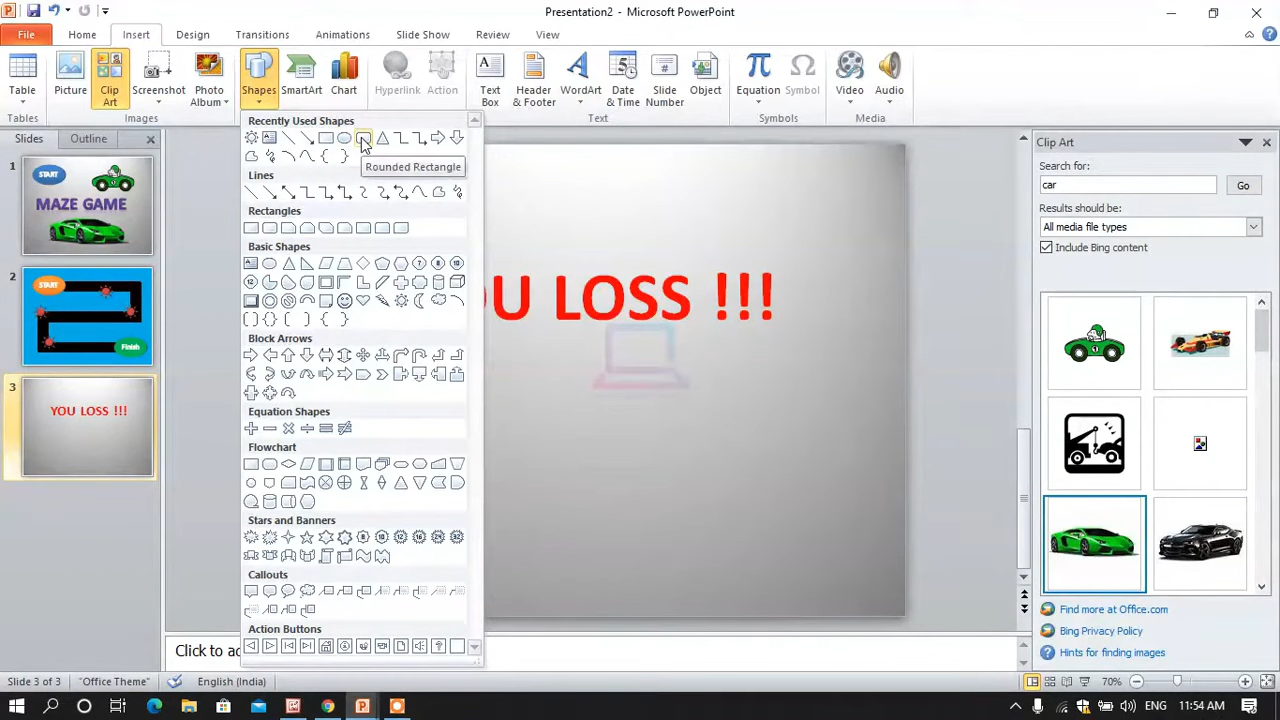 Presentation2 - Microsoft PowerPoint
File Home Insert Design Transitions Animations Slide Show Review View
Table Picture Clip Art Screenshot Photo Album Shapes SmartArt Chart Hyperlink Action Text Box Header & Footer WordArt Date & Time Slide Number Object Equation Symbol Video Audio
Tables Images Text Symbols Media
Slides Outline
1
START
MAZE GAME
2
START
Finish
3
YOU LOSS !!!
Recently Used Shapes
Rounded Rectangle
Lines
Rectangles
Basic Shapes
Block Arrows
Equation Shapes
Flowchart
Stars and Banners
Callouts
Action Buttons
OU LOSS !!!
Click to ad
Clip Art
Search for:
car
Go
Results should be:
All media file types
Include Bing content
Find more at Office.com
Bing Privacy Policy
Hints for finding images
Slide 3 of 3 "Office Theme" English (India) 70%
ENG 11:54 AM